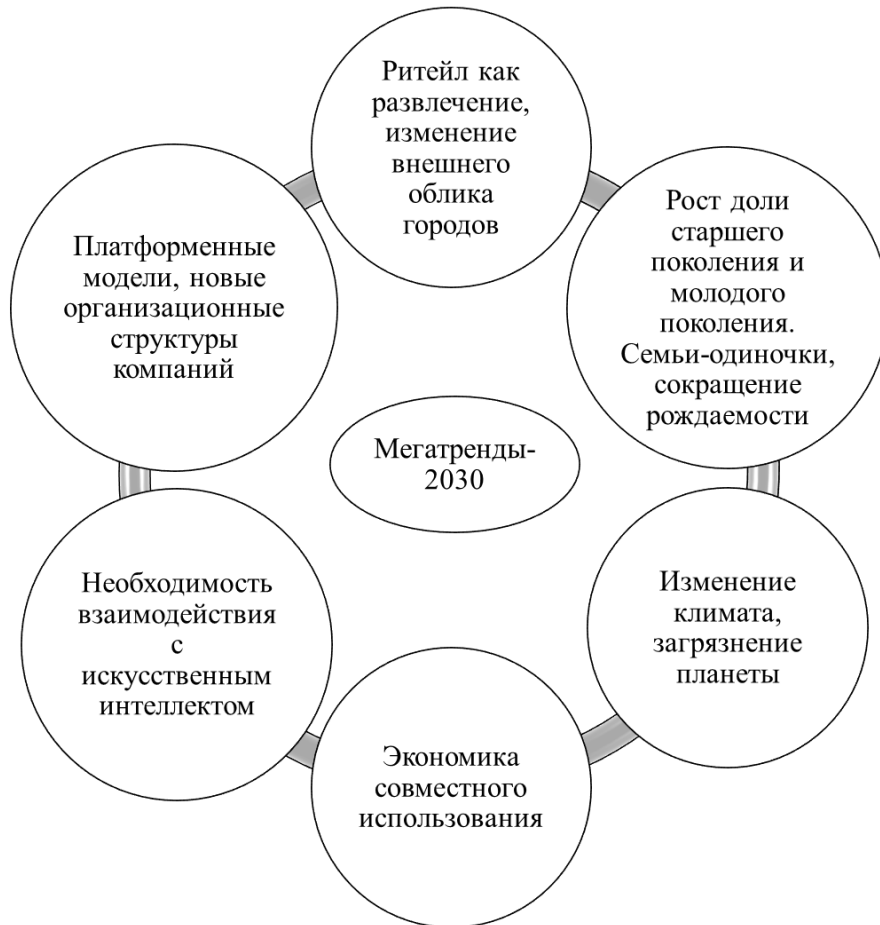 Ритейл как
развлечение,
изменение
внешнего
облика
городов
Рост доли
старшего
поколения и
молодого
поколения.
Семьи-одиночки,
сокращение
рождаемости
Изменение
климата,
загрязнение
планеты
Экономика
совместного
использования
Необходимость
взаимодействия
с
искусственным
интеллектом
Платформенные
модели, новые
организационные
структуры
компаний
Мегатренды-
2030